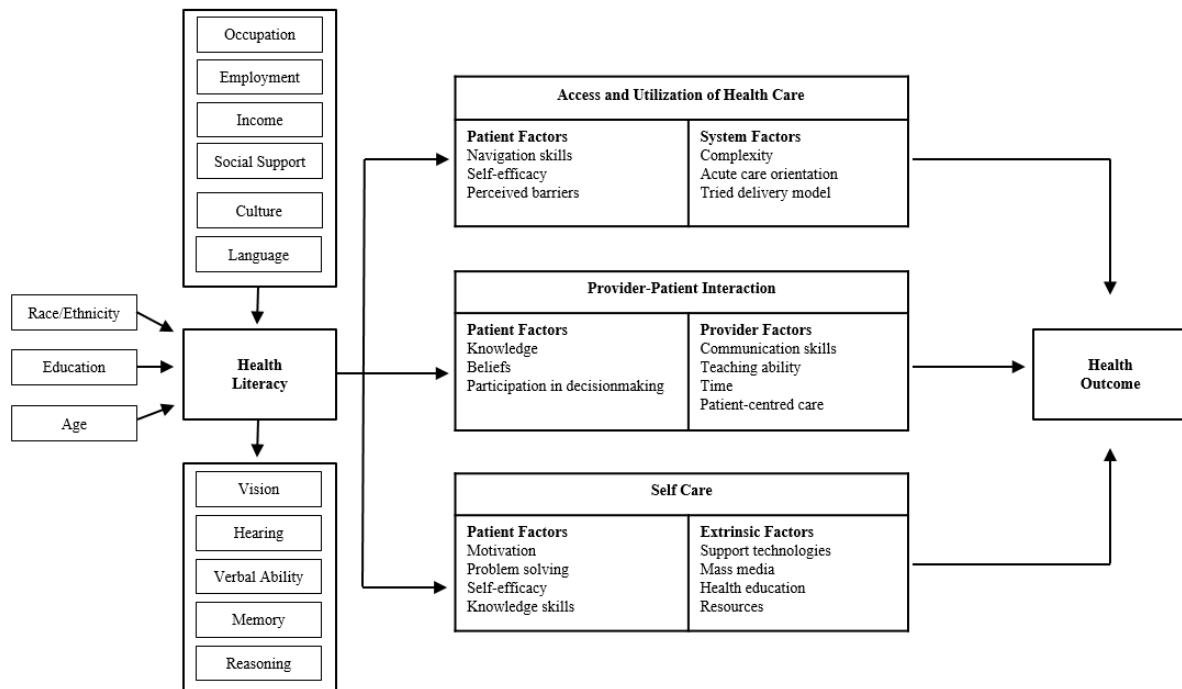 Occupation
Employment
Income
Social Support
Culture
Language
Race/Ethnicity
Education
Age
Health
Literacy
Vision
Hearing
Verbal Ability
Memory
Reasoning
Access and Utilization of Health Care
Patient Factors
Navigation skills
Self-efficacy
Perceived barriers
System Factors
Complexity
Acute care orientation
Tried delivery model
Provider-Patient Interaction
Patient Factors
Knowledge
Beliefs
Participation in decisionmaking
Provider Factors
Communication skills
Teaching ability
Time
Patient-centred care
Self Care
Patient Factors
Motivation
Problem solving
Self-efficacy
Knowledge skills
Extrinsic Factors
Support technologies
Mass media
Health education
Resources
Health
Outcome